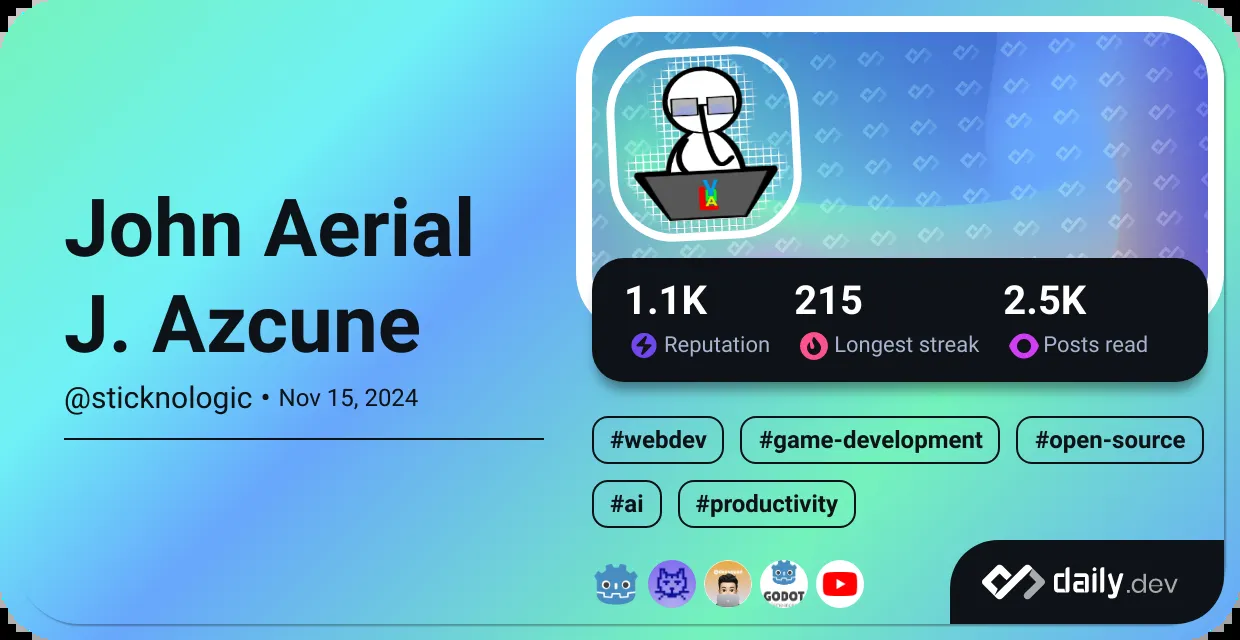 John Aerial
J. Azcune
@sticknologic • Nov 15, 2024
VLA
1.1K 215 2.5K
Reputation Longest streak Posts read
#webdev #game-development #open-source
#ai #productivity
GODOT
daily.dev